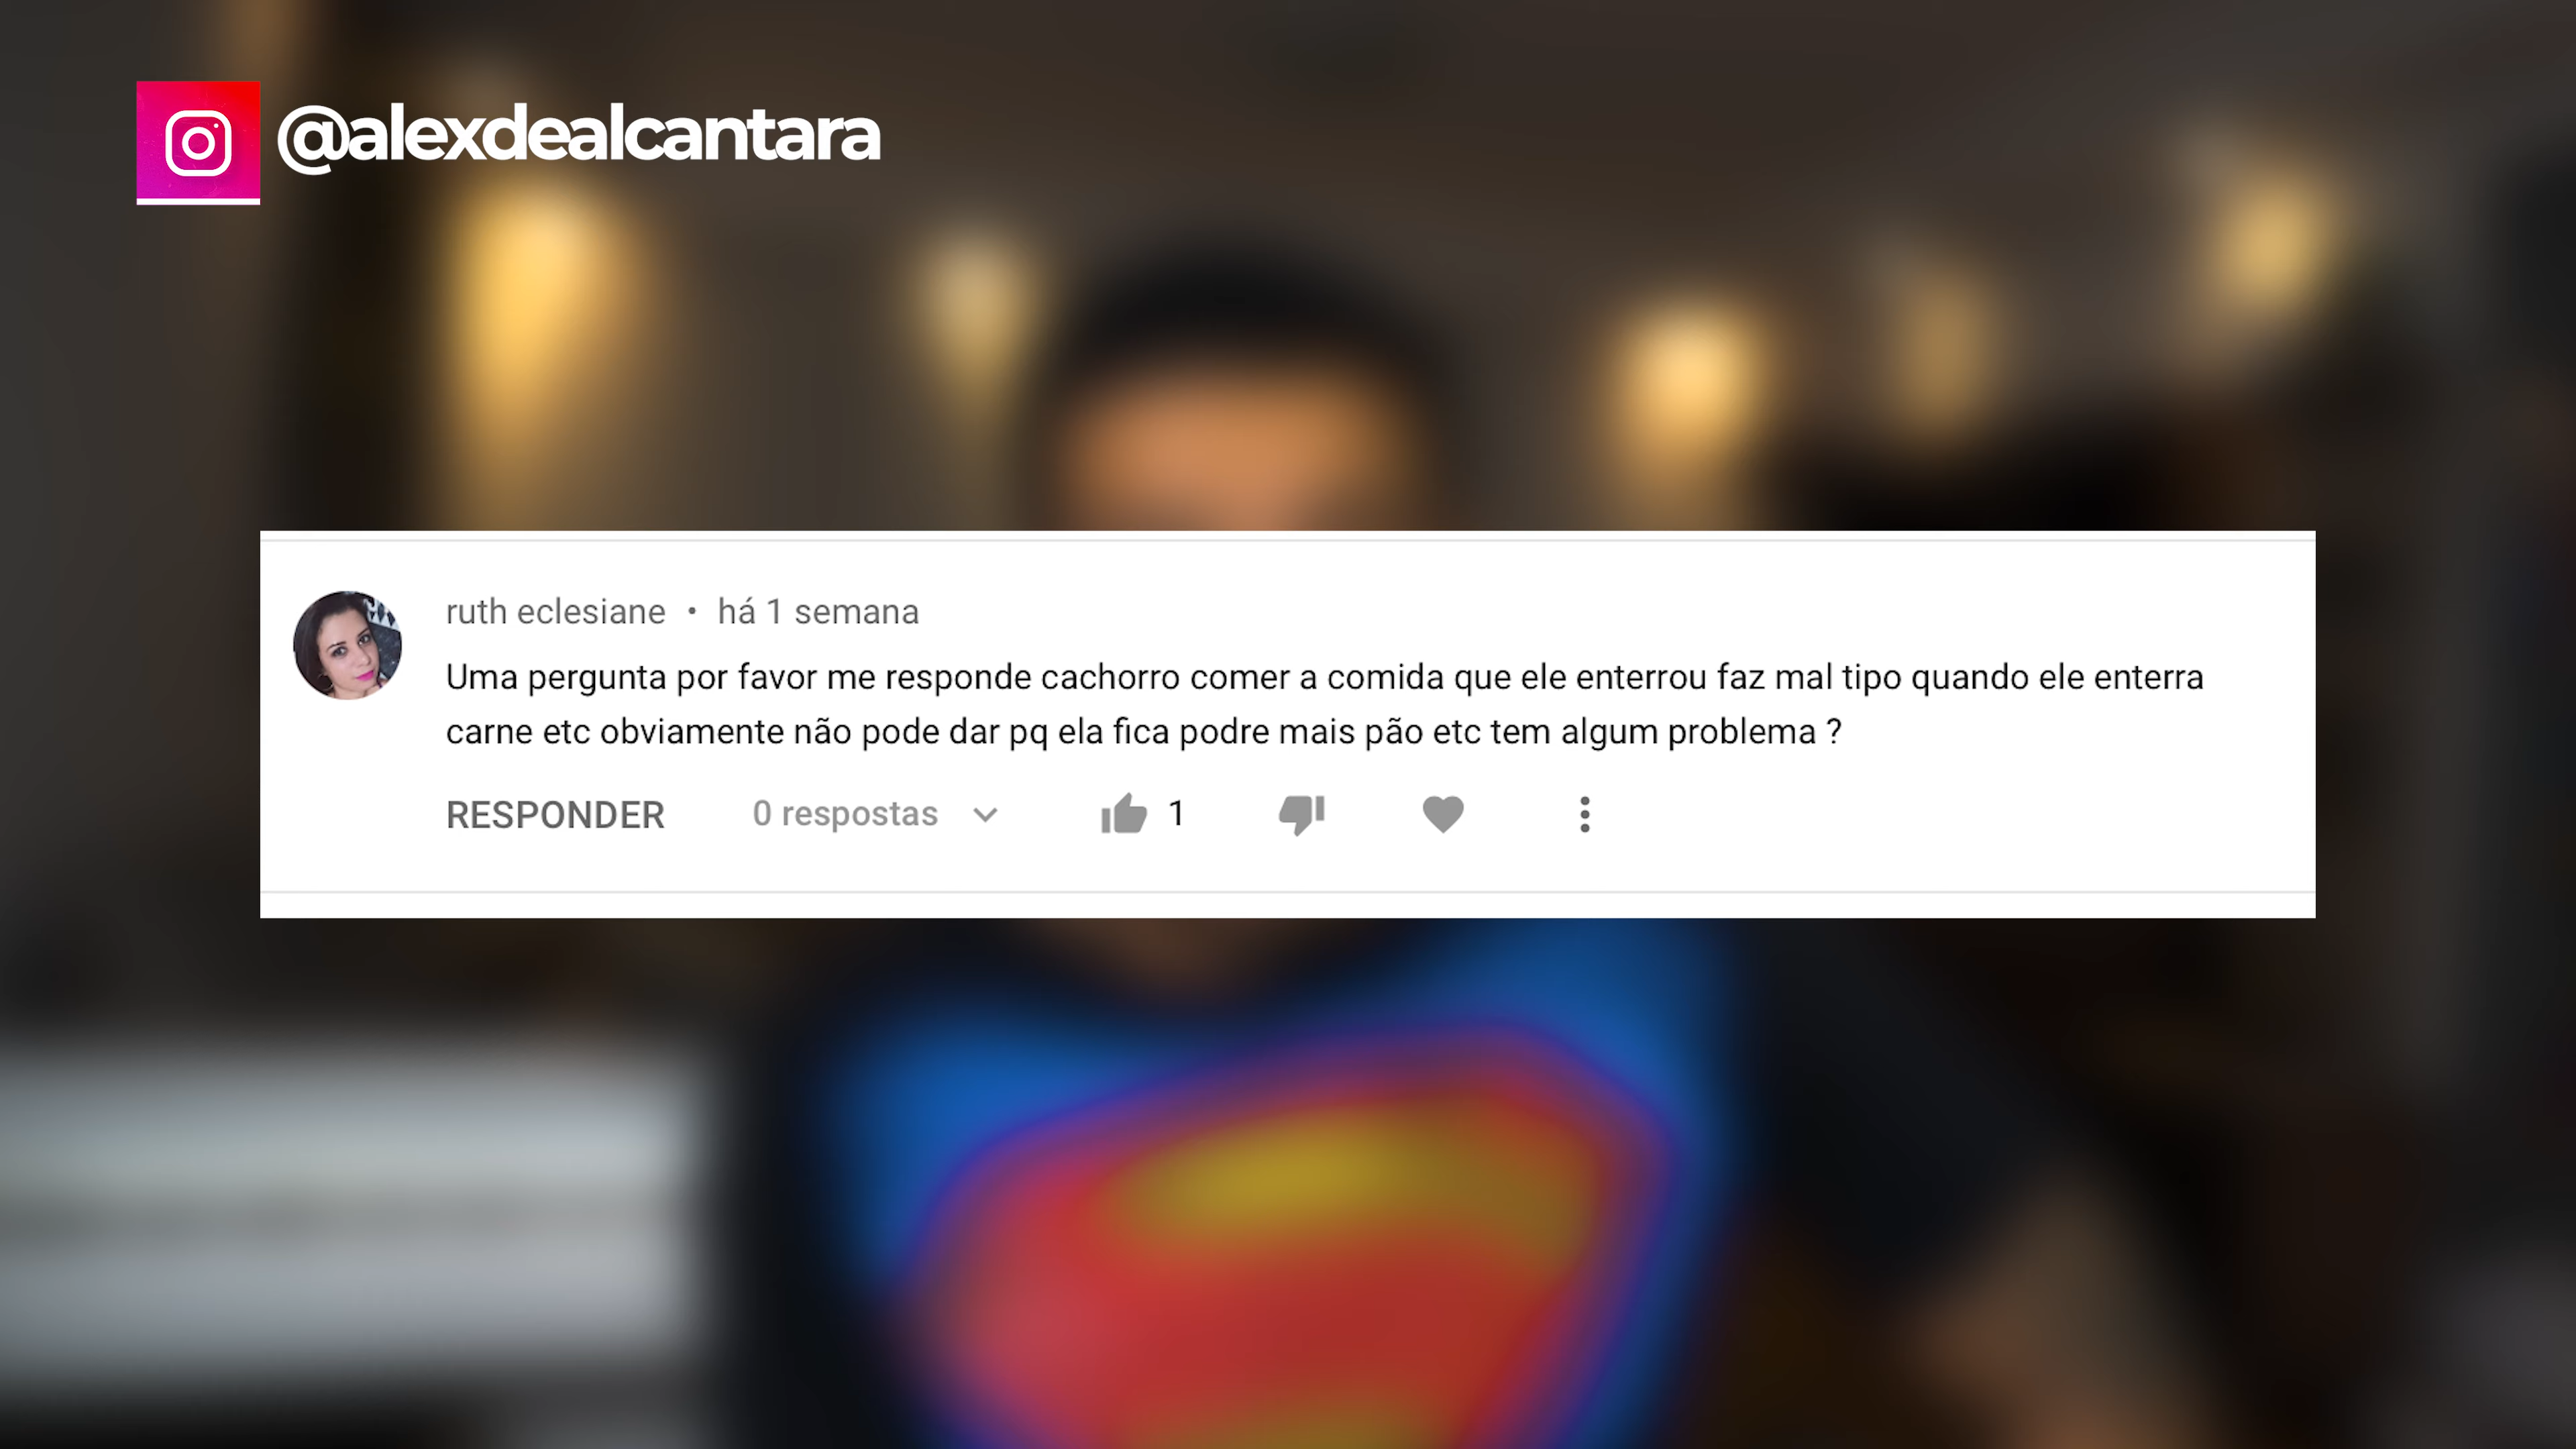 @alexdealcantara
ruth eclesiane • há 1 semana
Uma pergunta por favor me responde cachorro comer a comida que ele enterrou faz mal tipo quando ele enterra
carne etc obviamente não pode dar pq ela fica podre mais pão etc tem algum problema ?
RESPONDER 0 respostas 1